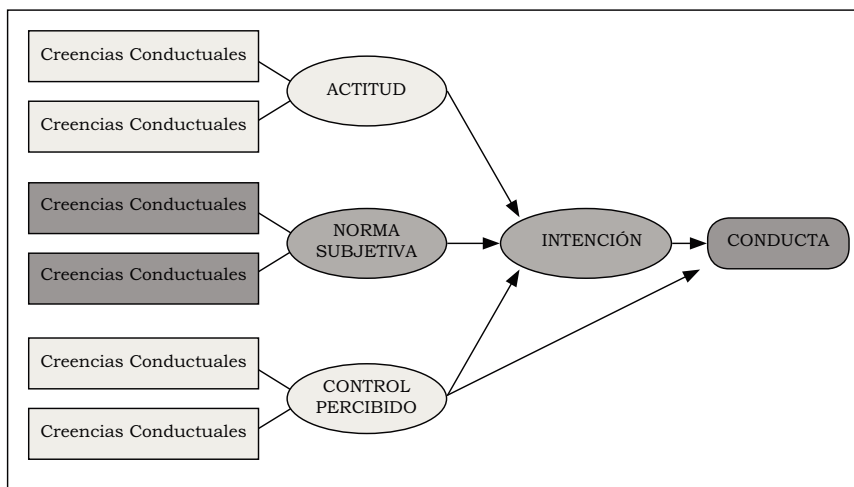 Creencias Conductuales
Creencias Conductuales
Creencias Conductuales
Creencias Conductuales
Creencias Conductuales
Creencias Conductuales
ACTITUD
NORMA
SUBJETIVA
CONTROL
PERCIBIDO
INTENCIÓN
CONDUCTA